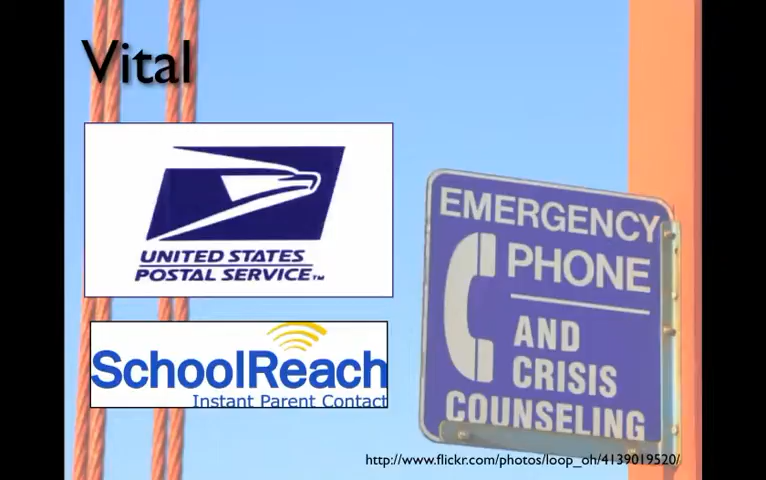 Vital
UNITED STATES
POSTAL SERVICE™
SchoolReach
Instant Parent Contact
EMERGENCY
PHONE
AND
CRISIS
COUNSELING
http://www.flickr.com/photos/loop_oh/4139019520/